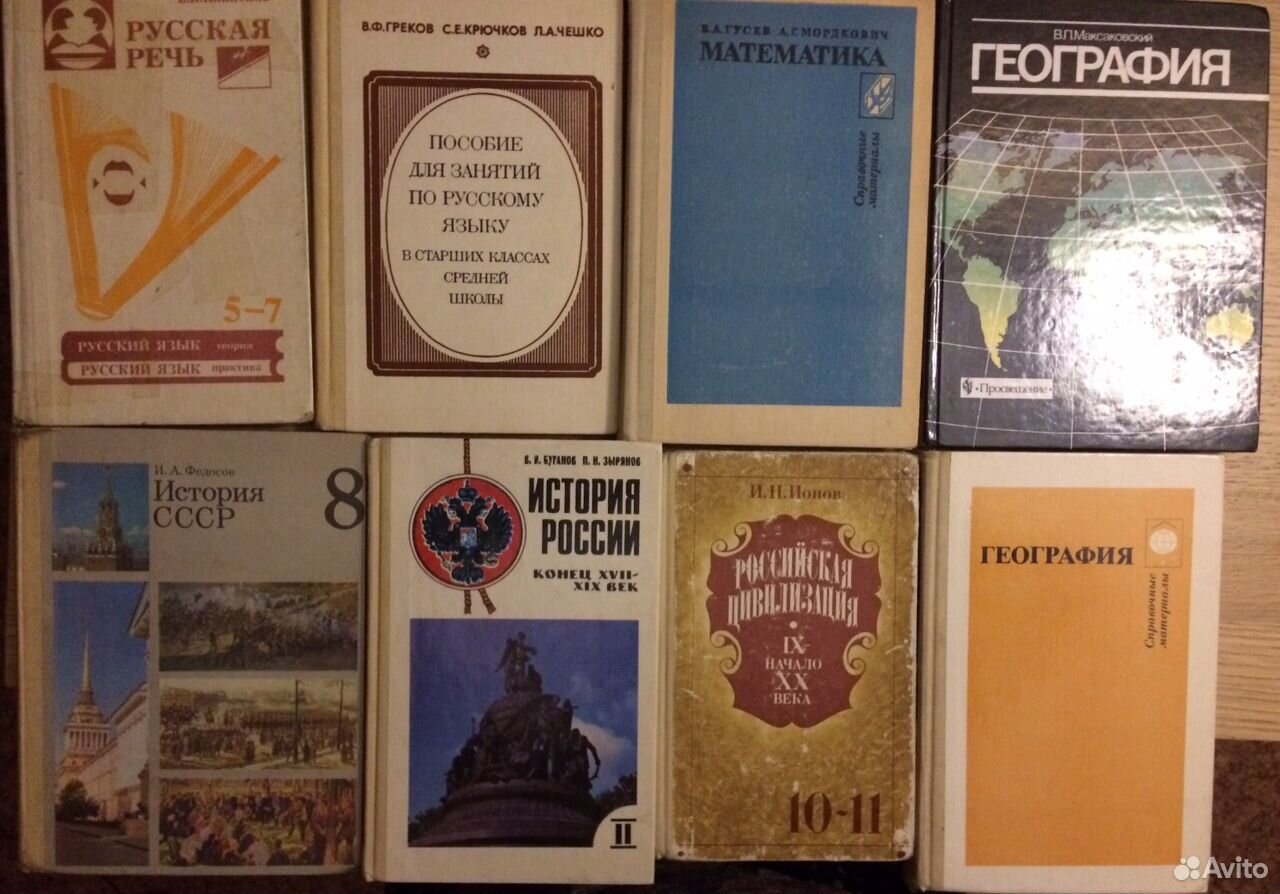 РУССКАЯ
РЕЧЬ
5-7
РУССКИЙ ЯЗЫК теория
РУССКИЙ ЯЗЫК практика
В.Ф.ГРЕКОВ С.Е.КРЮЧКОВ Л.А.ЧЕШКО
ПОСОБИЕ
ДЛЯ ЗАНЯТИЙ
ПО РУССКОМУ
ЯЗЫКУ
В СТАРШИХ КЛАССАХ
СРЕДНЕЙ
ШКОЛЫ
В.А.ГУСЕВ А.Г.МОРДКОВИЧ
МАТЕМАТИКА
Справочные
материалы
В.П.Максаковский
ГЕОГРАФИЯ
•Просвещение•
И. А. Федосов
История
СССР
8
В. И. БУГАНОВ П. Н. ЗЫРЯНОВ
ИСТОРИЯ
РОССИИ
КОНЕЦ XVII-
XIX ВЕК
II
И. Н. Ионов
РОССИЙСКАЯ
ЦИВИЛИЗАЦИЯ
•
IX-
НАЧАЛО
XX
ВЕКА
10-11
ГЕОГРАФИЯ
Справочные
материалы
Avito